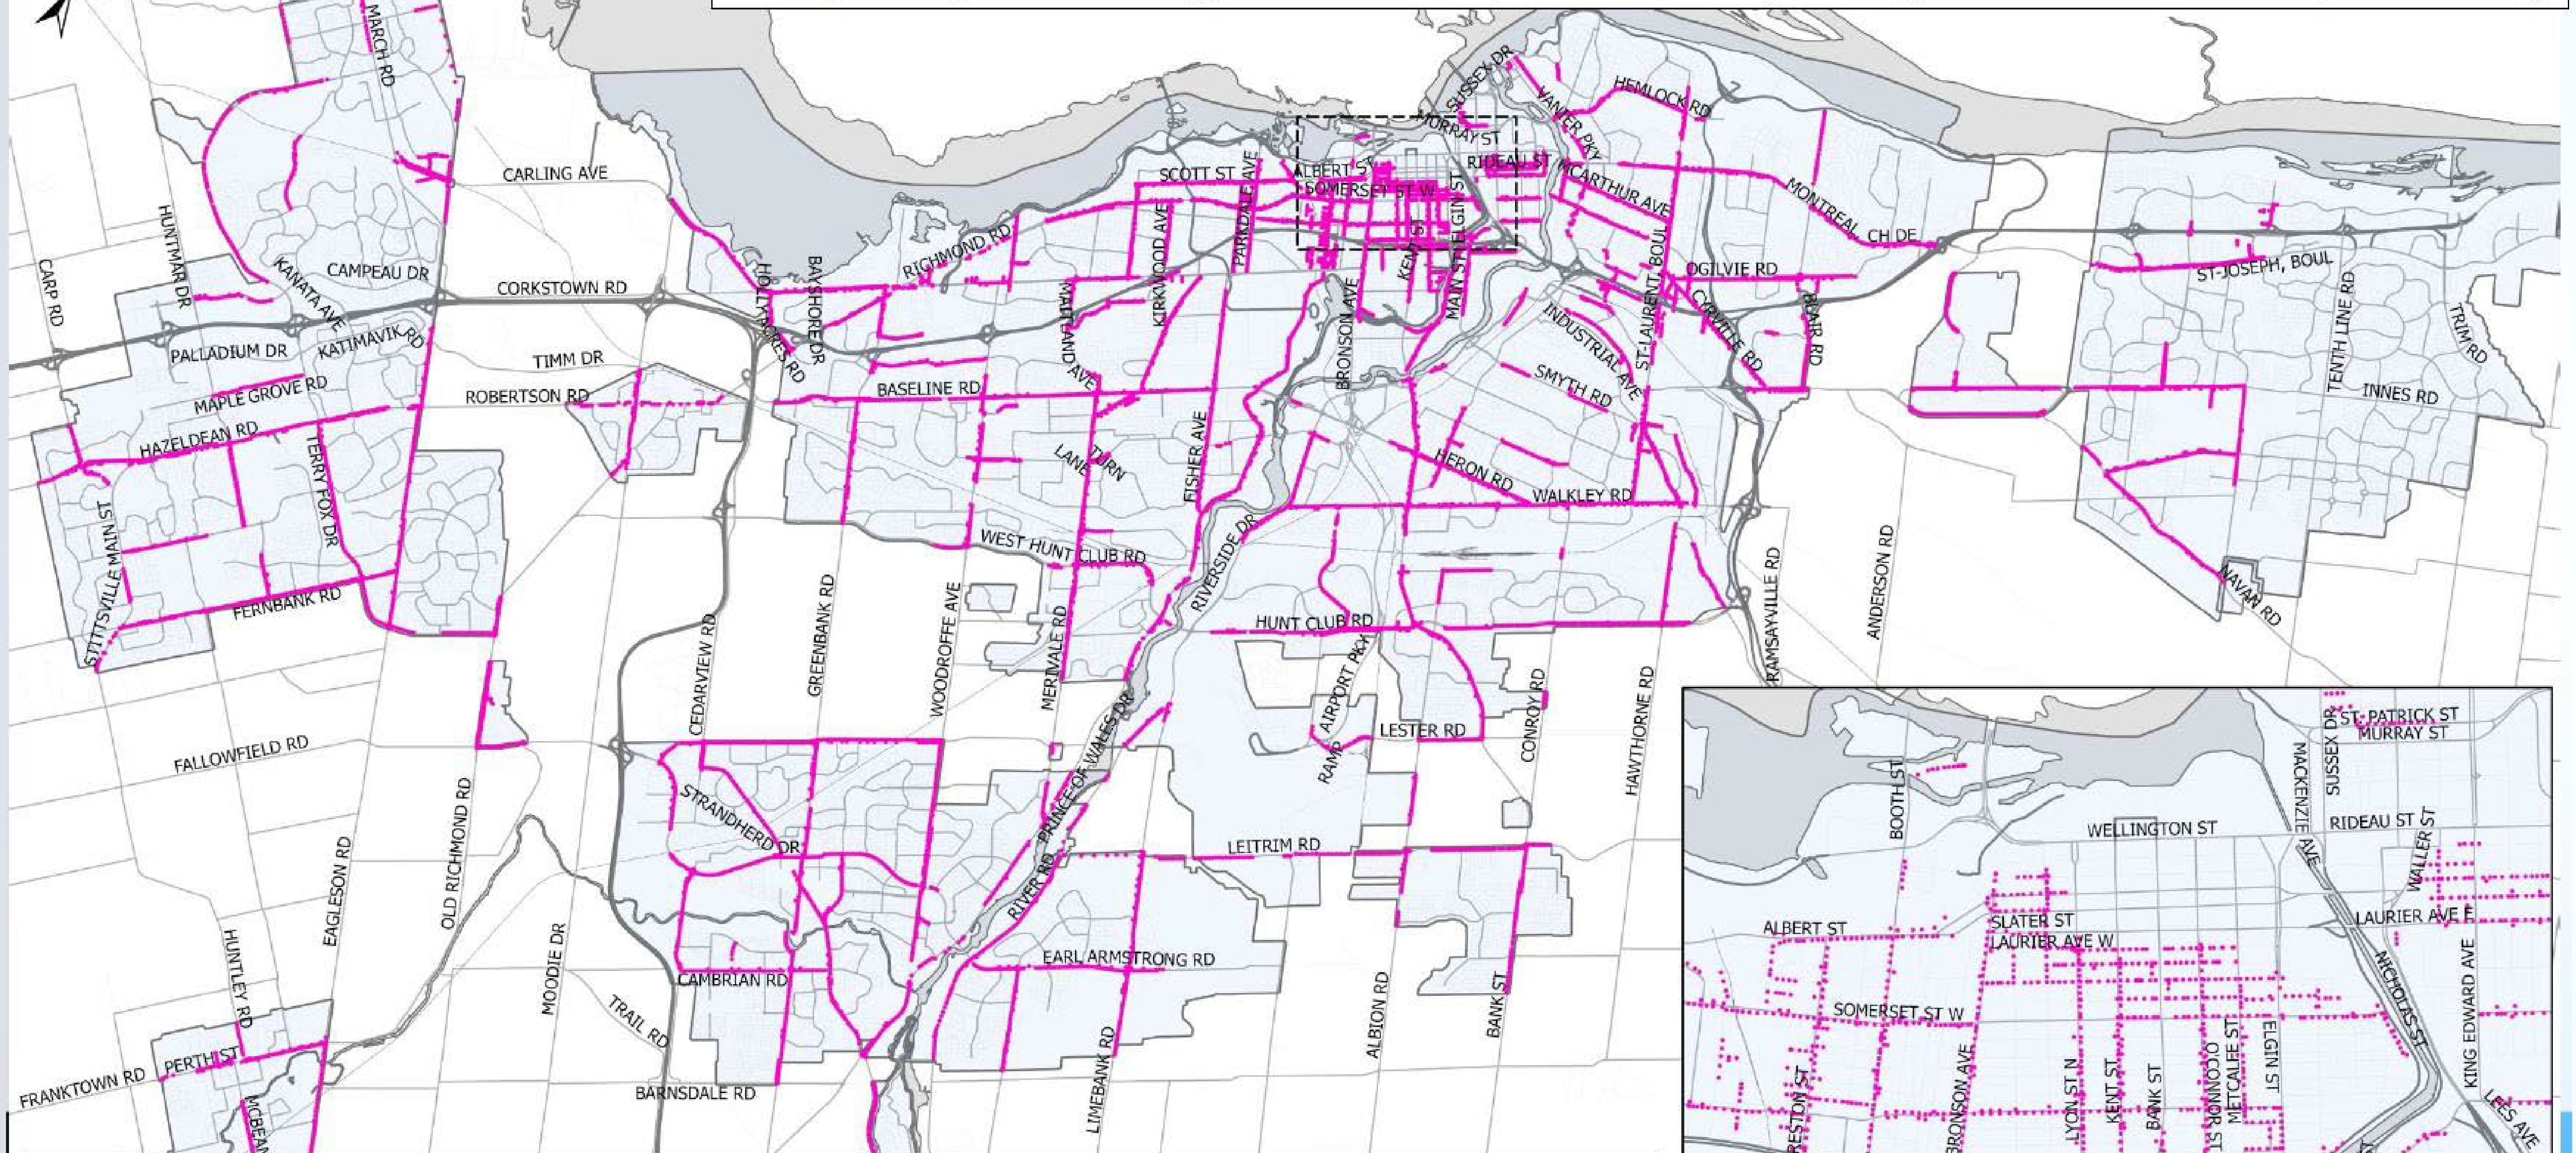 MARCH RD
SUSSEX DR
HEMLOCK RD
VANIER PKY
MURRAY ST
CARLING AVE
SCOTT ST
PARKDALE AVE
ALBERT ST
RIDEAU ST
MCARTHUR AVE
SOMERSET ST W
MONTREAL
CH DE
HUNTMAR DR
RICHMOND RD
KIRKWOOD AVE
ELGIN ST
MAIN ST
KENT ST
ST-LAURENT, BOUL
OGILVIE RD
ST-JOSEPH, BOUL
CARP RD
KANATA AVE
CAMPEAU DR
CORKSTOWN RD
HOLLY ACRES RD
BAYSHORE DR
MAITLAND AVE
BRONSON AVE
INDUSTRIAL AVE
CYRVILLE RD
BLAIR RD
TENTH LINE RD
TRIM RD
PALLADIUM DR
KATIMAVIK RD
TIMM DR
MAPLE GROVE RD
ROBERTSON RD
BASELINE RD
SMYTH RD
INNES RD
HAZELDEAN RD
TERRY FOX DR
TURN
LANE
FISHER AVE
HERON RD
WALKLEY RD
STITTSVILLE MAIN ST
WEST HUNT CLUB RD
RIVERSIDE DR
FERNBANK RD
CEDARVIEW RD
GREENBANK RD
WOODROFFE AVE
MERIVALE RD
HUNT CLUB RD
RAMSAYVILLE RD
ANDERSON RD
NAVAN RD
FALLOWFIELD RD
AIRPORT PKY
RAMP
LESTER RD
CONROY RD
HAWTHORNE RD
OLD RICHMOND RD
STRANDHERD DR
PRINCE OF WALES DR
RIVER RD
LEITRIM RD
EAGLESON RD
HUNTLEY RD
MOODIE DR
TRAIL RD
CAMBRIAN RD
EARL ARMSTRONG RD
ALBION RD
BANK ST
FRANKTOWN RD
PERTH ST
MCBEAN
BARNSDALE RD
LIMEBANK RD
ST. PATRICK ST
MURRAY ST
SUSSEX DR
MACKENZIE AVE
BOOTH ST
WELLINGTON ST
RIDEAU ST
WALLER ST
ALBERT ST
SLATER ST
LAURIER AVE W
LAURIER AVE E
SOMERSET ST W
NICHOLAS ST
KING EDWARD AVE
PRESTON ST
BRONSON AVE
LYON ST N
KENT ST
BANK ST
O'CONNOR ST
METCALFE ST
ELGIN ST
LEES AVE